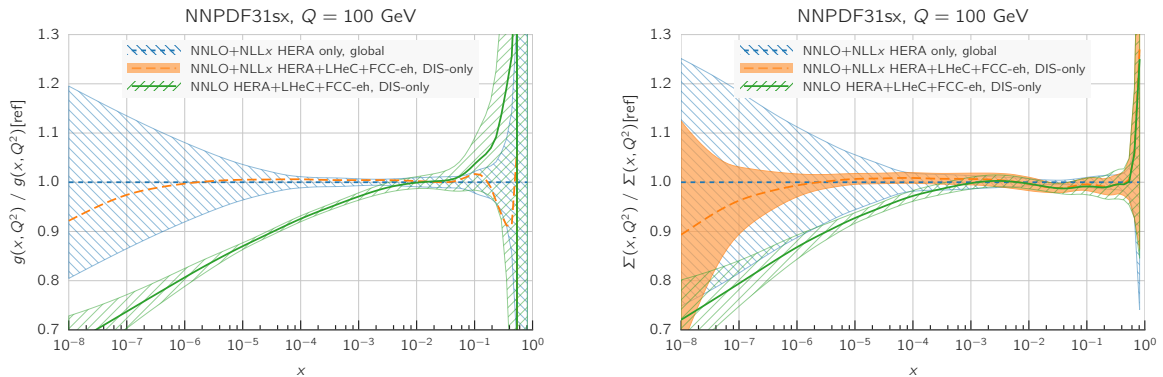 NNPDF31sx, Q = 100 GeV
g(x, Q²) / g(x, Q²)[ref]
1.3
1.2
1.1
1.0
0.9
0.8
0.7
NNLO+NLLx HERA only, global
NNLO+NLLx HERA+LHeC+FCC-eh, DIS-only
NNLO HERA+LHeC+FCC-eh, DIS-only
10⁻⁸ 10⁻⁷ 10⁻⁶ 10⁻⁵ 10⁻⁴ 10⁻³ 10⁻² 10⁻¹ 10⁰
x
NNPDF31sx, Q = 100 GeV
Σ(x, Q²) / Σ(x, Q²)[ref]
1.3
1.2
1.1
1.0
0.9
0.8
0.7
NNLO+NLLx HERA only, global
NNLO+NLLx HERA+LHeC+FCC-eh, DIS-only
NNLO HERA+LHeC+FCC-eh, DIS-only
10⁻⁸ 10⁻⁷ 10⁻⁶ 10⁻⁵ 10⁻⁴ 10⁻³ 10⁻² 10⁻¹ 10⁰
x